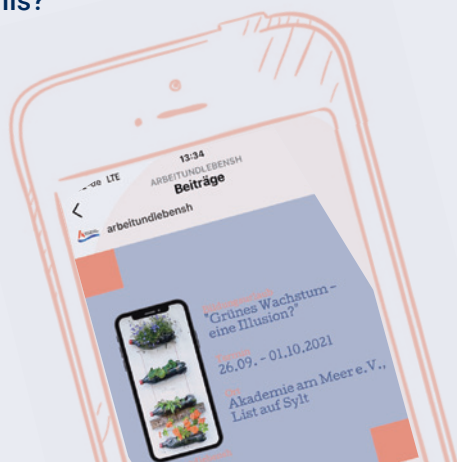 13:34
LTE
ARBEITUNDLEBENSH
Beiträge
arbeitundlebensh
"Grünes Wachstum –
eine Illusion?"
26.09. - 01.10.2021
Akademie am Meer e.V.,
List auf Sylt